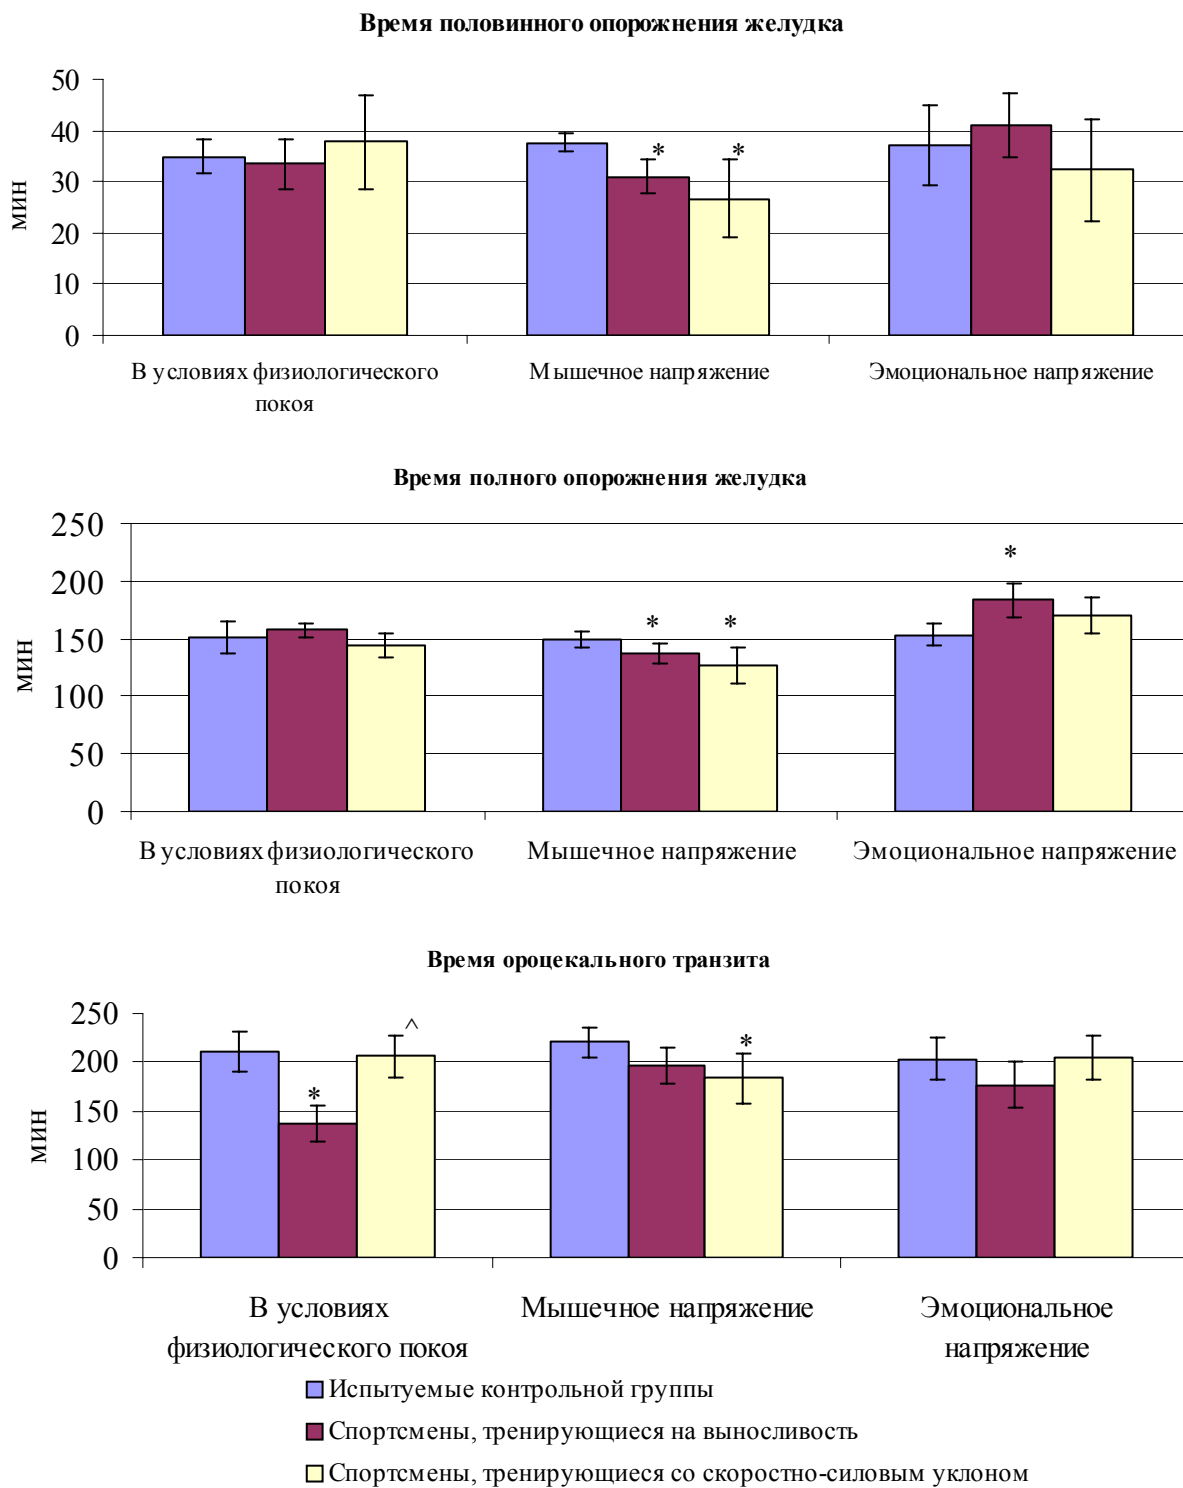 Время половинного опорожнения желудка
50
40
30
20
10
0
мин
* *
В условиях физиологического
покоя
Мышечное напряжение
Эмоциональное напряжение
Время полного опорожнения желудка
250
200
150
100
50
0
мин
* * *
В условиях физиологического
покоя
Мышечное напряжение
Эмоциональное напряжение
Время ороцекального транзита
250
200
150
100
50
0
мин
* ^ *
В условиях
физиологического покоя
Мышечное напряжение
Эмоциональное
напряжение
Испытуемые контрольной группы
Спортсмены, тренирующиеся на выносливость
Спортсмены, тренирующиеся со скоростно-силовым уклоном